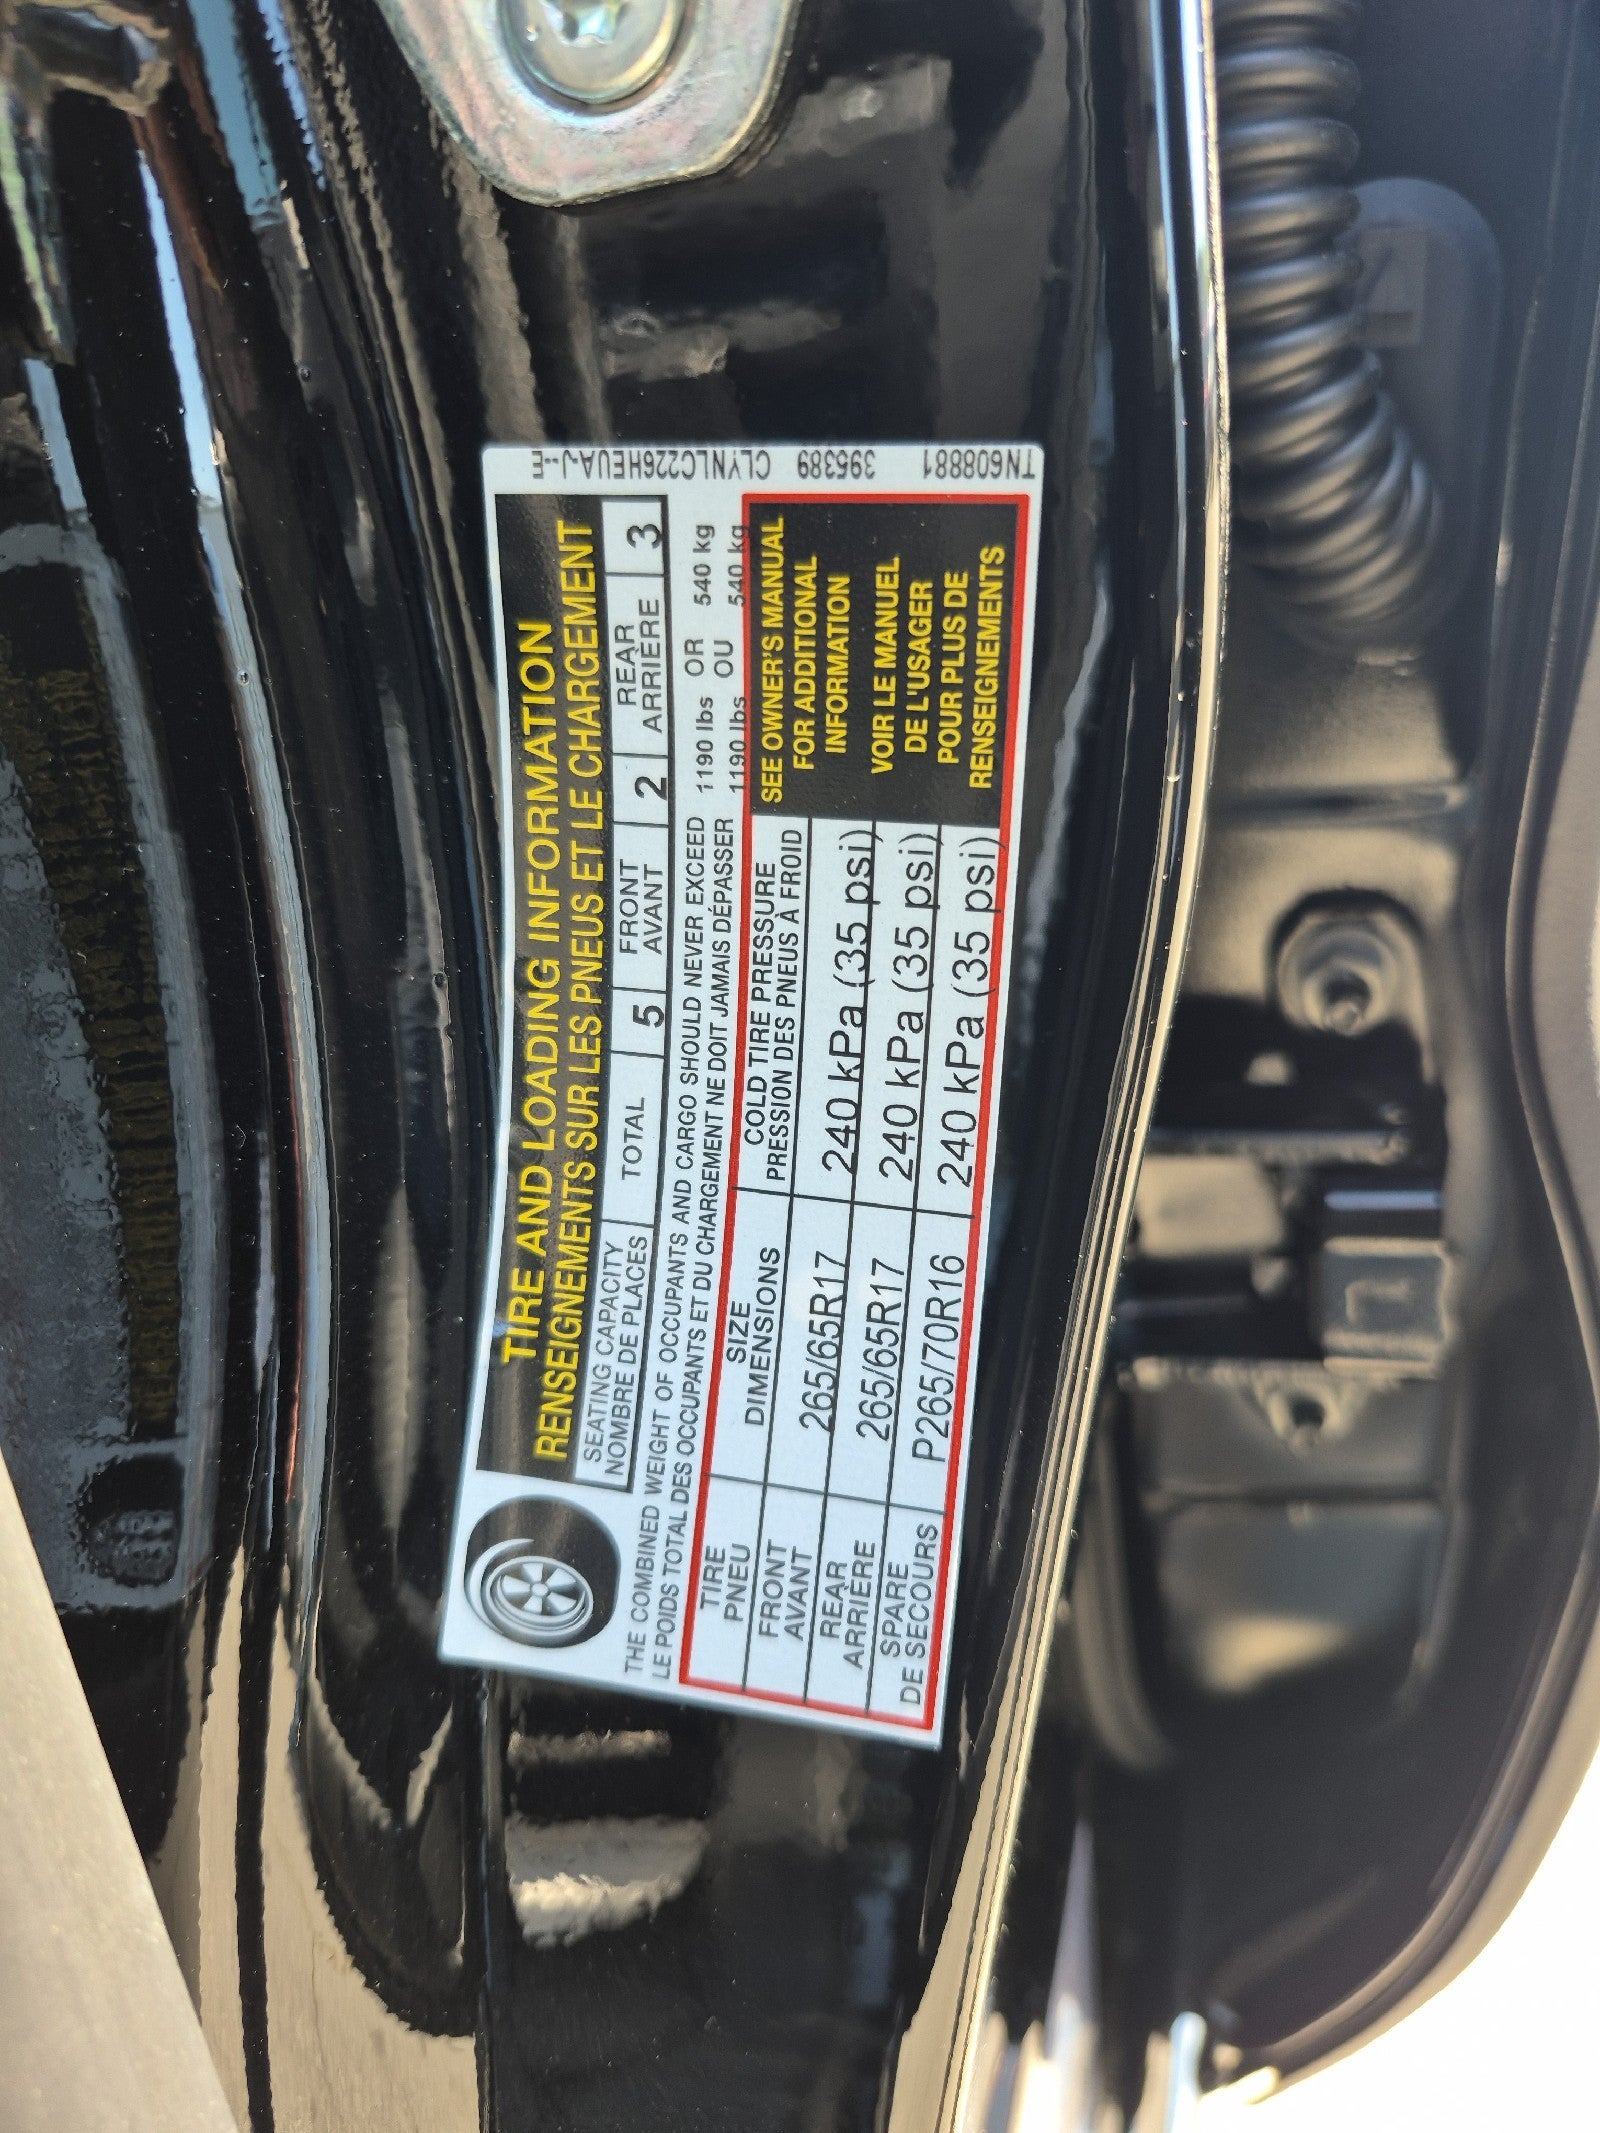 TIRE AND LOADING INFORMATION
RENSEIGNEMENTS SUR LES PNEUS ET LE CHARGEMENT
SEATING CAPACITY
NOMBRE DE PLACES
TOTAL 5
FRONT
AVANT
2
REAR
ARRIÈRE
3
THE COMBINED WEIGHT OF OCCUPANTS AND CARGO SHOULD NEVER EXCEED 1190 lbs OR 540 kg
LE POIDS TOTAL DES OCCUPANTS ET DU CHARGEMENT NE DOIT JAMAIS DÉPASSER 1190 lbs OU 540 kg
TIRE
PNEU
SIZE
DIMENSIONS
COLD TIRE PRESSURE
PRESSION DES PNEUS À FROID
FRONT
AVANT
265/65R17
240 kPa (35 psi)
REAR
ARRIÈRE
265/65R17
240 kPa (35 psi)
SPARE
DE SECOURS
P265/70R16
240 kPa (35 psi)
SEE OWNER'S MANUAL
FOR ADDITIONAL
INFORMATION
VOIR LE MANUEL
DE L'USAGER
POUR PLUS DE
RENSEIGNEMENTS
TN608881 395389 CLYNLC226HEUAJ--E